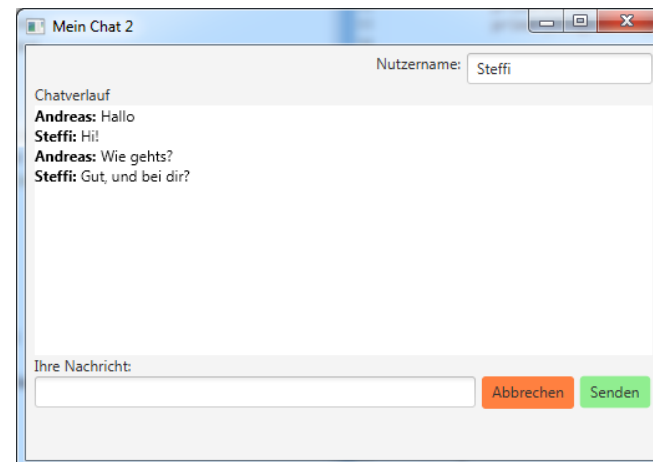 Mein Chat 2
Nutzername: Steffi
Chatverlauf
Andreas: Hallo
Steffi: Hi!
Andreas: Wie gehts?
Steffi: Gut, und bei dir?
Ihre Nachricht:
Abbrechen Senden